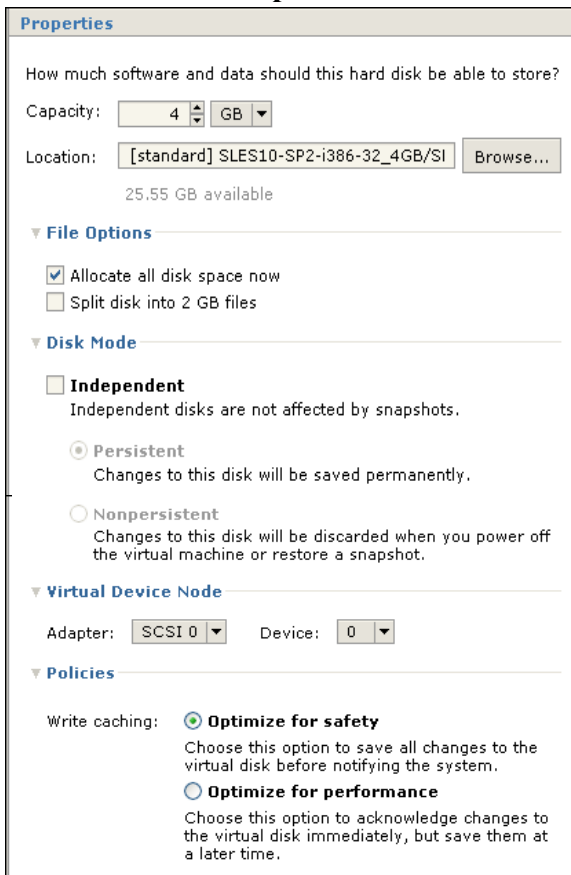 Properties
How much software and data should this hard disk be able to store?
Capacity: 4 GB
Location: [standard] SLES10-SP2-i386-32_4GB/SI Browse...
25.55 GB available
File Options
Allocate all disk space now
Split disk into 2 GB files
Disk Mode
Independent
Independent disks are not affected by snapshots.
Persistent
Changes to this disk will be saved permanently.
Nonpersistent
Changes to this disk will be discarded when you power off
the virtual machine or restore a snapshot.
Virtual Device Node
Adapter: SCSI 0 Device: 0
Policies
Write caching: Optimize for safety
Choose this option to save all changes to the
virtual disk before notifying the system.
Optimize for performance
Choose this option to acknowledge changes to
the virtual disk immediately, but save them at
a later time.